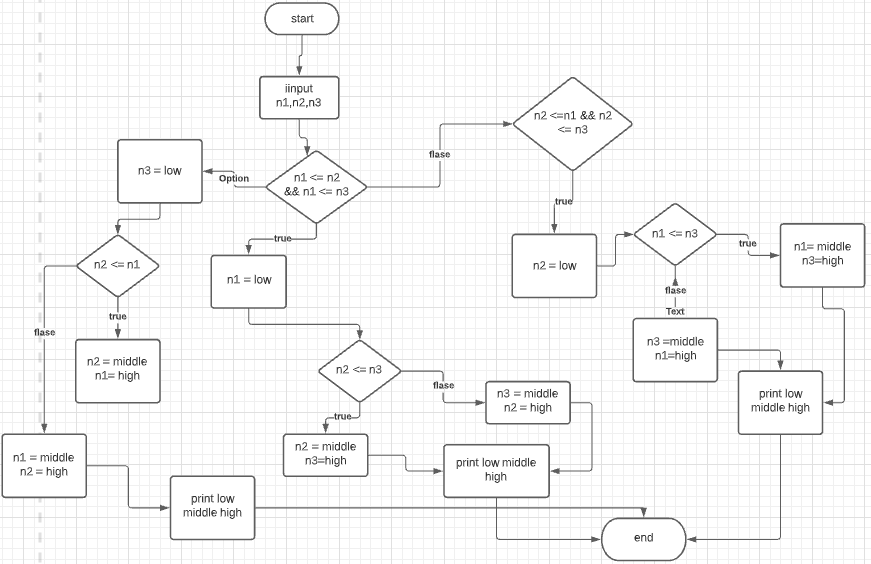 start
iinput
n1,n2,n3
n2 <=n1 && n2
<= n3
flase
n3 = low
Option
n1 <= n2
&& n1 <= n3
true
true
n1 <= n3
true
n1= middle
n3=high
n2 <= n1
n1 = low
n2 = low
flase
Text
true
flase
n3 =middle
n1=high
n2 = middle
n1= high
n2 <= n3
flase
n3 = middle
n2 = high
print low
middle high
true
n2 = middle
n3=high
n1 = middle
n2 = high
print low middle
high
print low
middle high
end